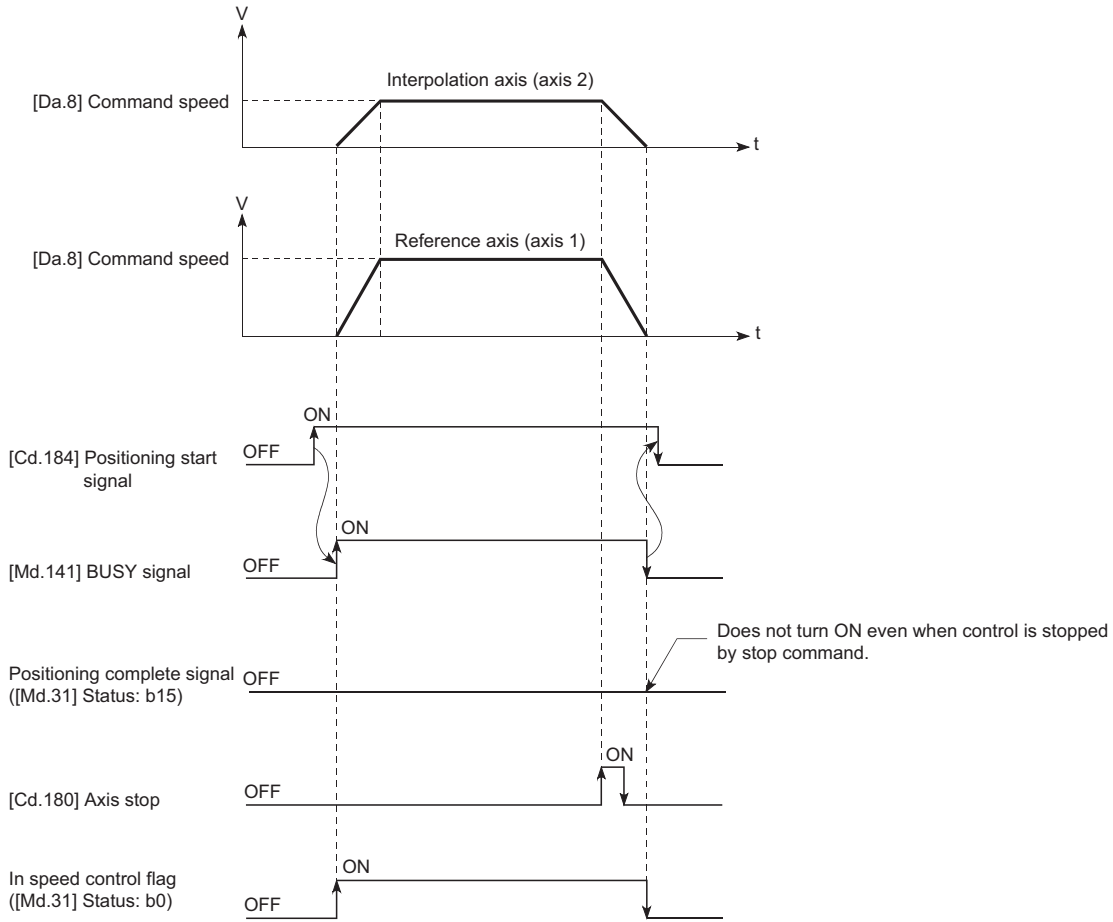 V
Interpolation axis (axis 2)
[Da.8] Command speed
t
V
Reference axis (axis 1)
[Da.8] Command speed
t
ON
[Cd.184] Positioning start
signal
OFF
ON
[Md.141] BUSY signal
OFF
Does not turn ON even when control is stopped
by stop command.
Positioning complete signal
([Md.31] Status: b15)
OFF
ON
[Cd.180] Axis stop
OFF
ON
In speed control flag
([Md.31] Status: b0)
OFF